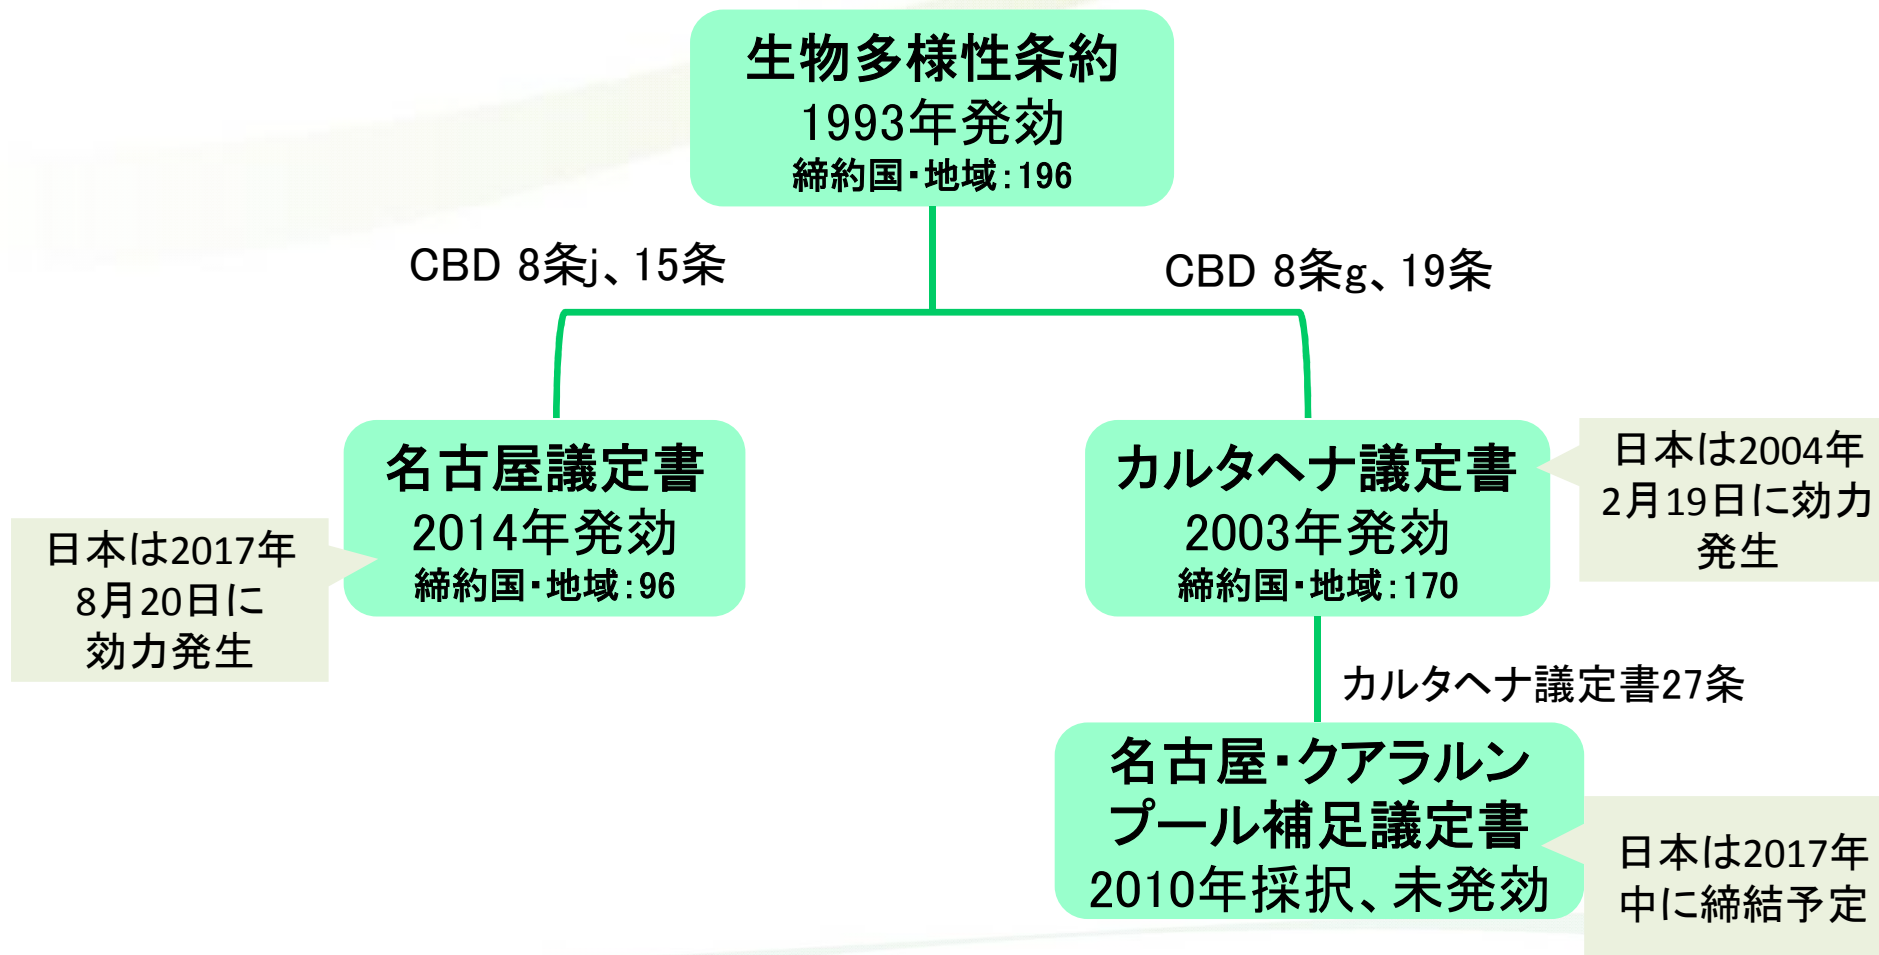 生物多様性条約
1993年発効
締約国・地域：196
CBD 8条j、15条
CBD 8条g、19条
名古屋議定書
2014年発効
締約国・地域：96
日本は2017年
8月20日に
効力発生
カルタヘナ議定書
2003年発効
締約国・地域：170
日本は2004年
2月19日に効力
発生
カルタヘナ議定書27条
名古屋・クアラルン
プール補足議定書
2010年採択、未発効
日本は2017年
中に締結予定